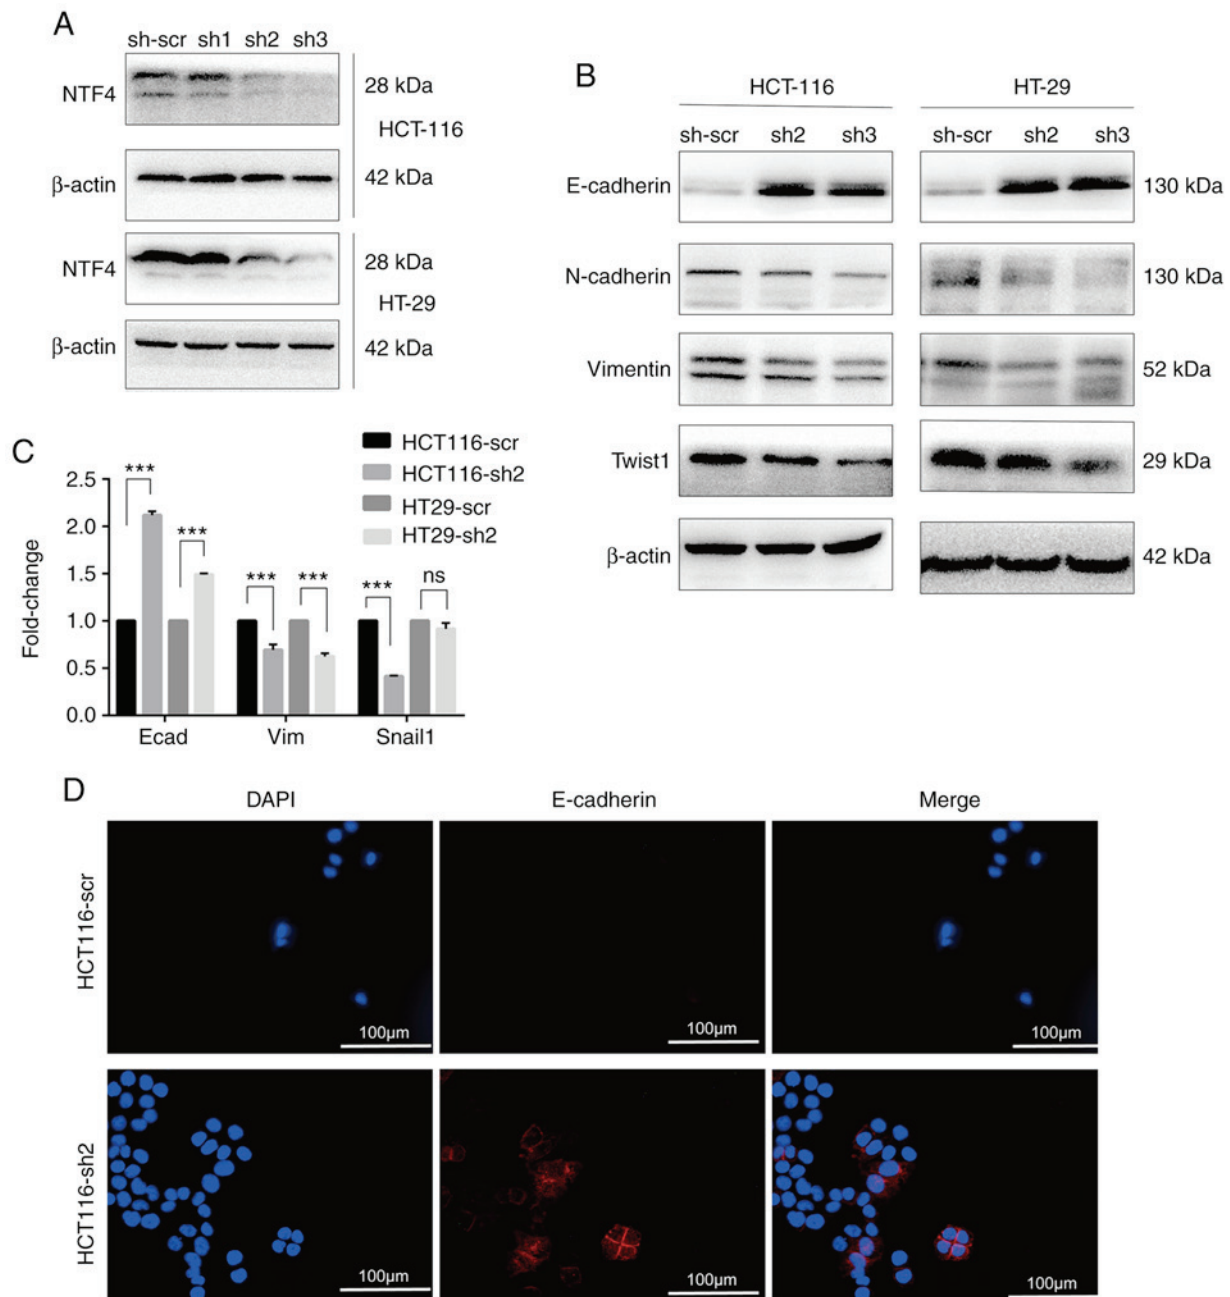 A
sh-scr sh1 sh2 sh3
NTF4 28 kDa
HCT-116
β-actin 42 kDa
NTF4 28 kDa
HT-29
β-actin 42 kDa
B
HCT-116 HT-29
sh-scr sh2 sh3 sh-scr sh2 sh3
E-cadherin 130 kDa
N-cadherin 130 kDa
Vimentin 52 kDa
Twist1 29 kDa
β-actin 42 kDa
C
HCT116-scr
HCT116-sh2
HT29-scr
HT29-sh2
Fold-change
2.5
2.0
1.5
1.0
0.5
0.0
*** *** *** *** *** ns
Ecad Vim Snail1
D
DAPI E-cadherin Merge
HCT116-scr
100µm 100µm 100µm
HCT116-sh2
100µm 100µm 100µm